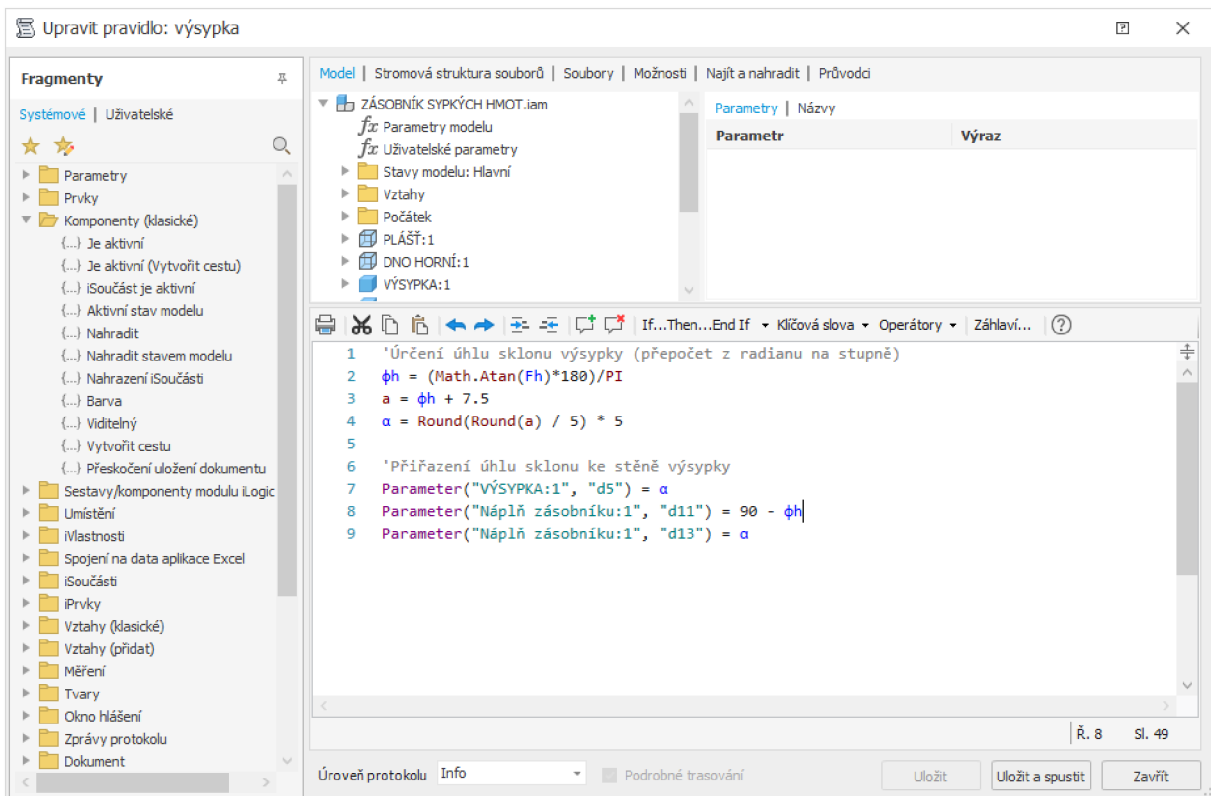 Upravit pravidlo: výsypka
Fragmenty
Systémové | Uživatelské
Parametry
Prvky
Komponenty (klasické)
{...} Je aktivní
{...} Je aktivní (Vytvořit cestu)
{...} iSoučást je aktivní
{...} Aktivní stav modelu
{...} Nahradit
{...} Nahradit stavem modelu
{...} Nahrazení iSoučásti
{...} Barva
{...} Viditelný
{...} Vytvořit cestu
{...} Přeskočení uložení dokumentu
Sestavy/komponenty modulu iLogic
Umístění
iVlastnosti
Spojení na data aplikace Excel
iSoučásti
iPrvky
Vztahy (klasické)
Vztahy (přidat)
Měření
Tvary
Okno hlášení
Zprávy protokolu
Dokument
Model | Stromová struktura souborů | Soubory | Možnosti | Najít a nahradit | Průvodci
ZÁSOBNÍK SYPKÝCH HMOT.iam
fx Parametry modelu
fx Uživatelské parametry
Stavy modelu: Hlavní
Vztahy
Počátek
PLÁŠŤ:1
DNO HORNÍ:1
VÝSYPKA:1
Parametry | Názvy
Parametr Výraz
If...Then...End If Klíčová slova Operátory Záhlaví...
1 'Úrčení úhlu sklonu výsypky (přepočet z radianu na stupně)
2 ϕh = (Math.Atan(Fh)*180)/PI
3 a = ϕh + 7.5
4 α = Round(Round(a) / 5) * 5
5
6 'Přiřazení úhlu sklonu ke stěně výsypky
7 Parameter("VÝSYPKA:1", "d5") = α
8 Parameter("Náplň zásobníku:1", "d11") = 90 - ϕh
9 Parameter("Náplň zásobníku:1", "d13") = α
Ř. 8 Sl. 49
Úroveň protokolu Info Podrobné trasování Uložit Uložit a spustit Zavřít